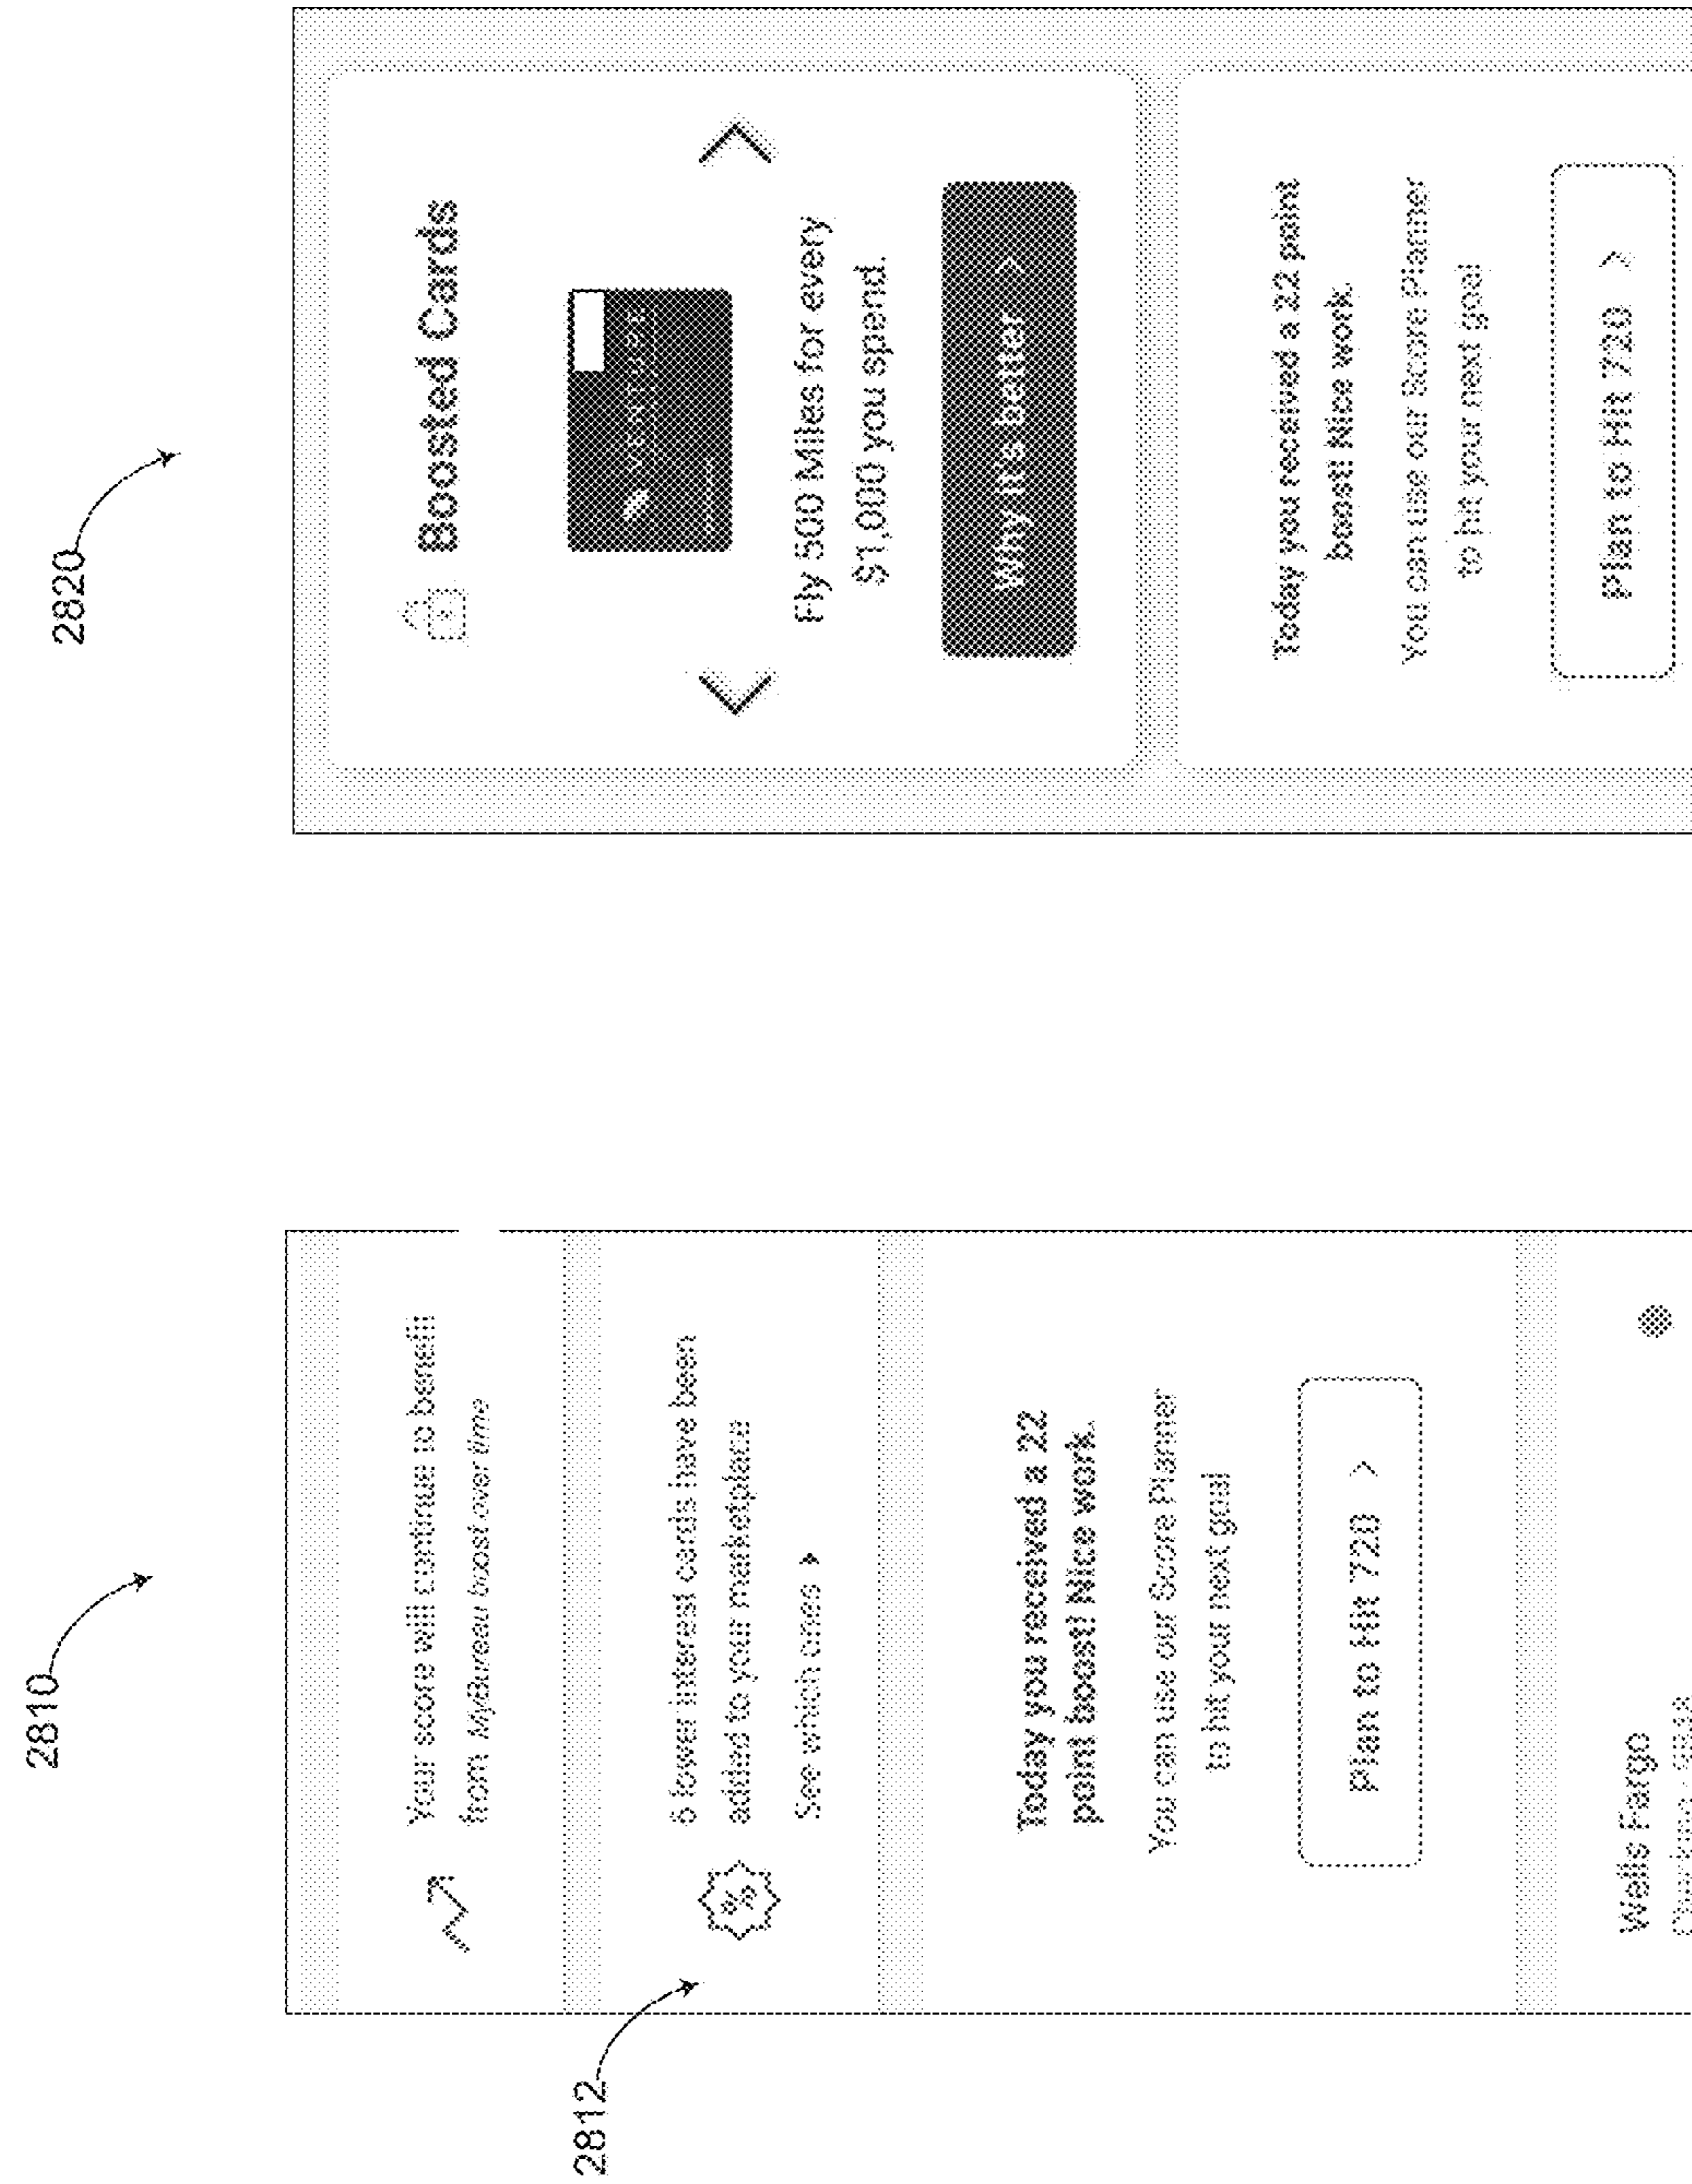 2810
Your score will continue to benefit
from MyBureau boost over time
2812
%
6 lower interest cards have been
added to your marketplace
See which ones
Today you received a 22
point boost! Nice work.
You can use our Score Planner
to hit your next goal
Plan to Hit 720 >
Wells Fargo
2820
Boosted Cards
VENTURE
Fly 500 Miles for every
$1,000 you spend.
Why it's better >
Today you received a 22 point
boost! Nice work.
You can use our Score Planner
to hit your next goal
Plan to Hit 720 >